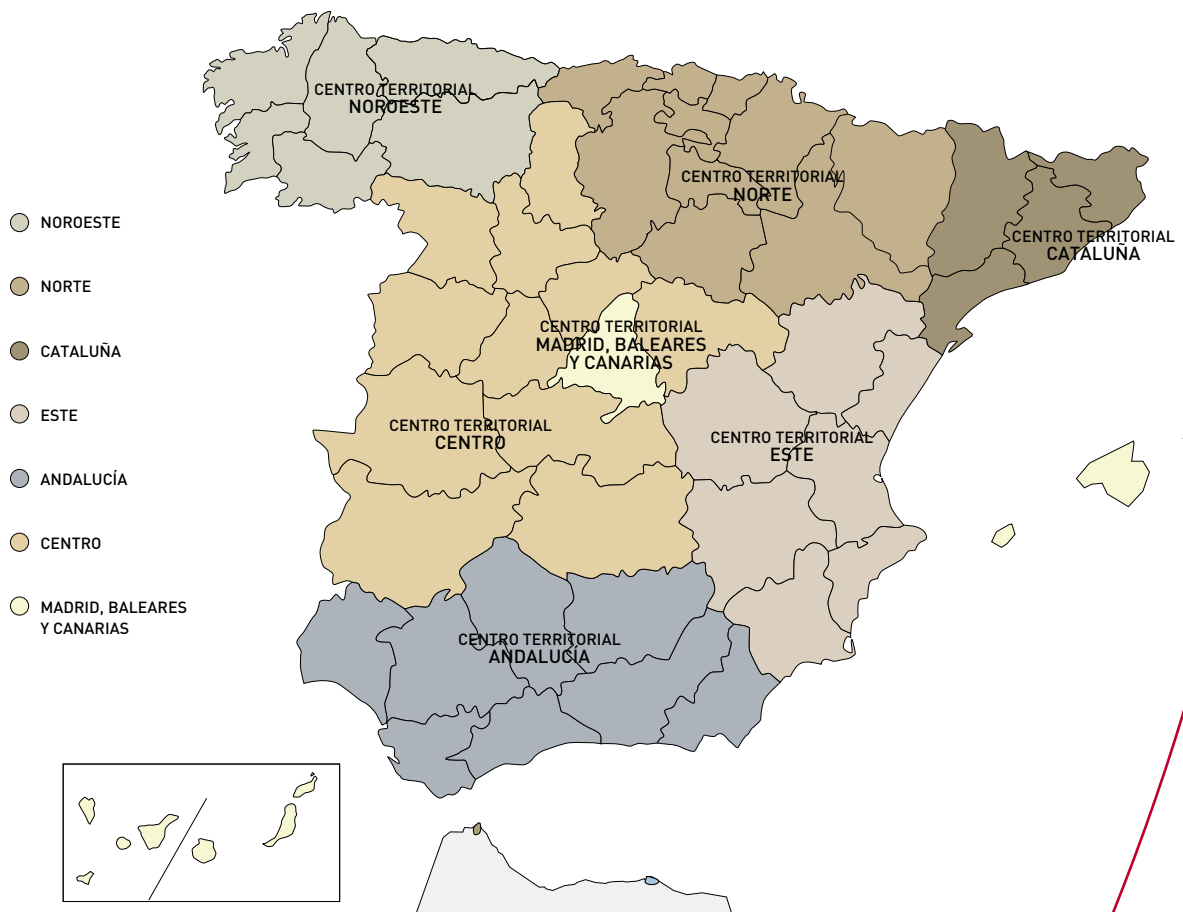 CENTRO TERRITORIAL
NOROESTE
CENTRO TERRITORIAL
NORTE
CENTRO TERRITORIAL
CATALUÑA
CENTRO TERRITORIAL
MADRID, BALEARES
Y CANARIAS
CENTRO TERRITORIAL
CENTRO
CENTRO TERRITORIAL
ESTE
CENTRO TERRITORIAL
ANDALUCÍA
NOROESTE
NORTE
CATALUÑA
ESTE
ANDALUCÍA
CENTRO
MADRID, BALEARES
Y CANARIAS